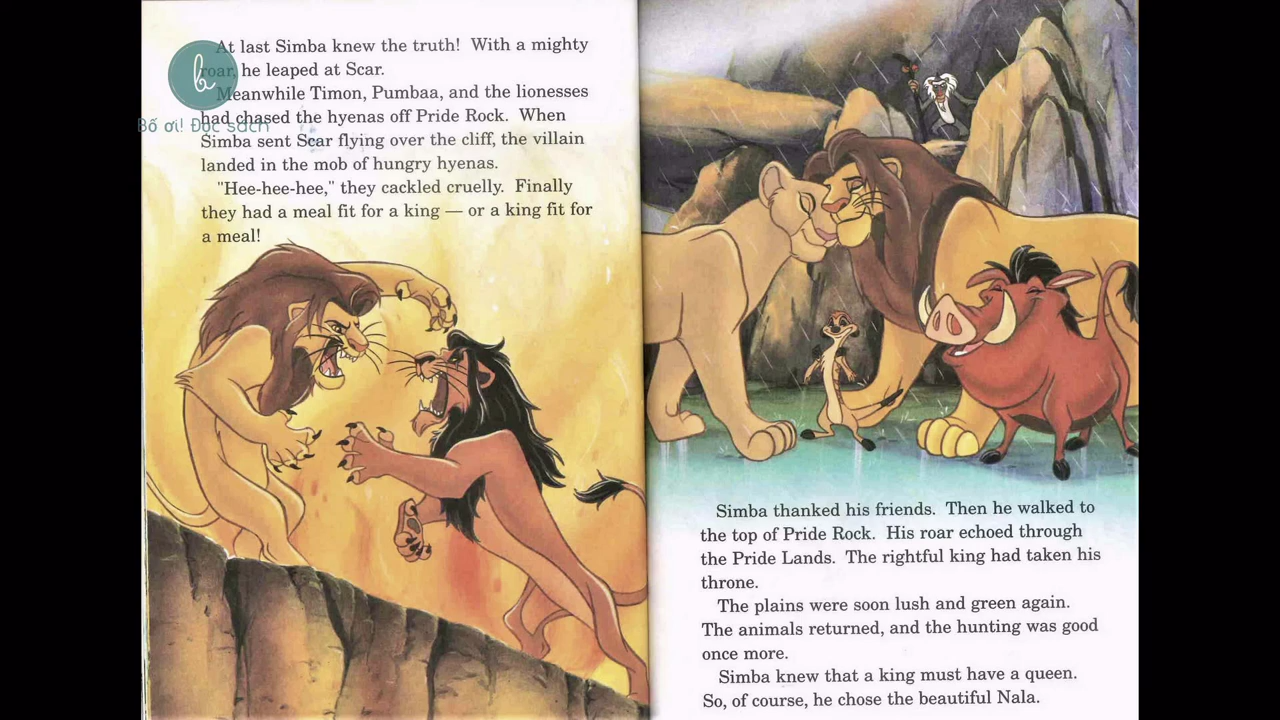 At last Simba knew the truth! With a mighty
roar, he leaped at Scar.
Meanwhile Timon, Pumbaa, and the lionesses
had chased the hyenas off Pride Rock. When
Simba sent Scar flying over the cliff, the villain
landed in the mob of hungry hyenas.
"Hee-hee-hee," they cackled cruelly. Finally
they had a meal fit for a king — or a king fit for
a meal!
b
Bố ơi! Đọc sách
Simba thanked his friends. Then he walked to
the top of Pride Rock. His roar echoed through
the Pride Lands. The rightful king had taken his
throne.
The plains were soon lush and green again.
The animals returned, and the hunting was good
once more.
Simba knew that a king must have a queen.
So, of course, he chose the beautiful Nala.